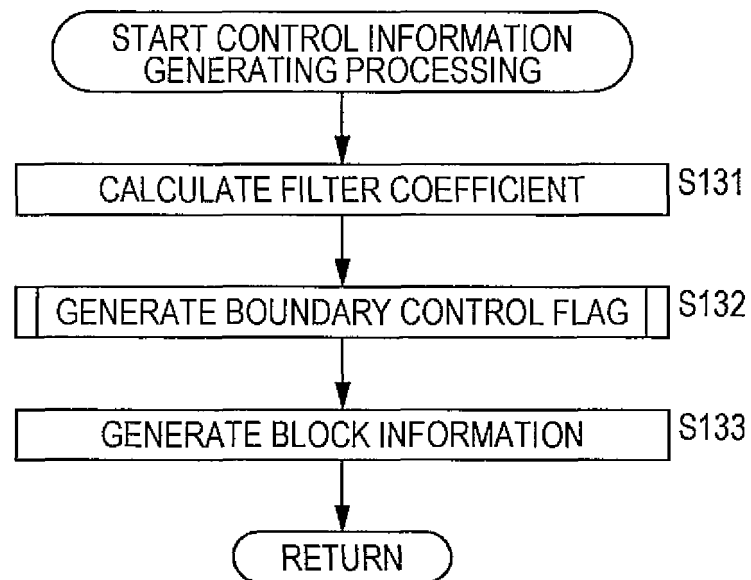 START CONTROL INFORMATION
GENERATING PROCESSING
CALCULATE FILTER COEFFICIENT
S131
GENERATE BOUNDARY CONTROL FLAG
S132
GENERATE BLOCK INFORMATION
S133
RETURN